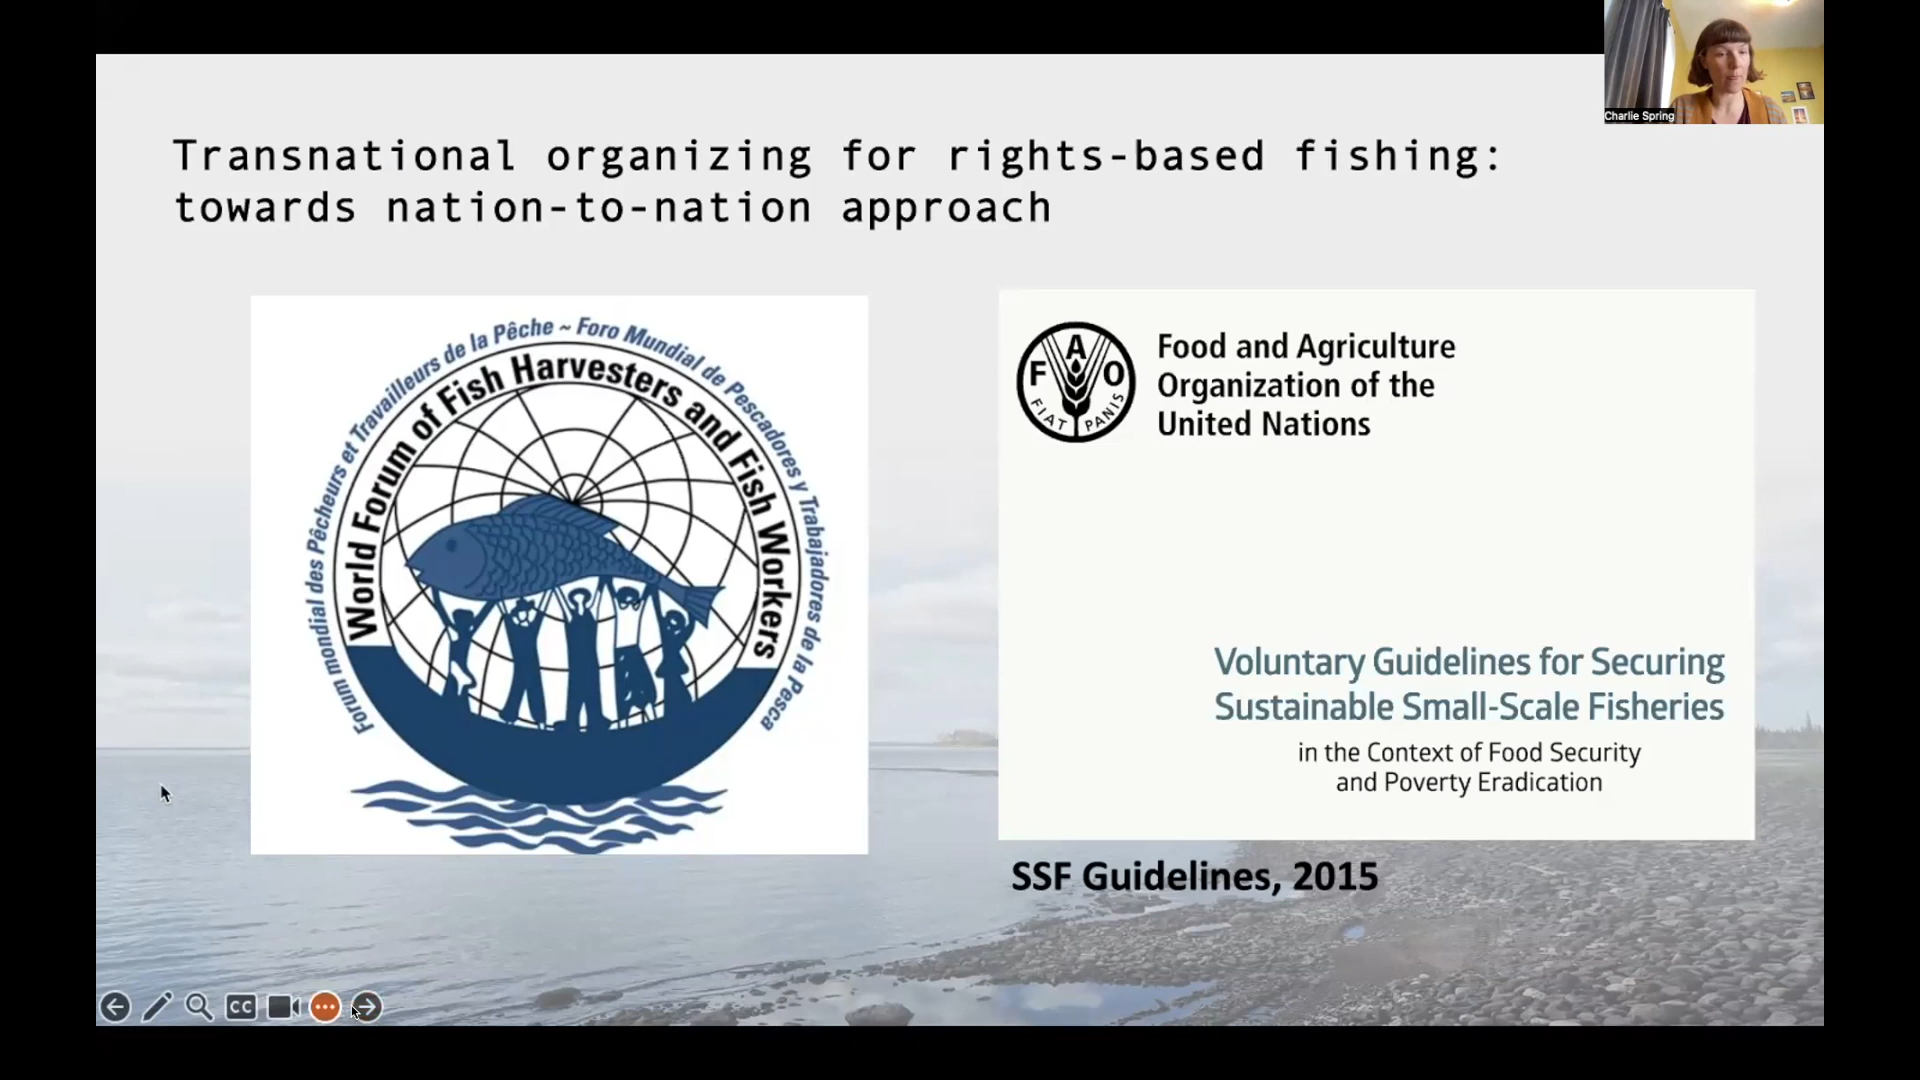 Charlie Spring
Transnational organizing for rights-based fishing:
towards nation-to-nation approach
Forum mondial des Pêcheurs et Travailleurs de la Pêche ~ Foro Mundial de Pescadores y Trabajadores de la Pesca
World Forum of Fish Harvesters and Fish Workers
F A O
FIAT PANIS
Food and Agriculture
Organization of the
United Nations
Voluntary Guidelines for Securing
Sustainable Small-Scale Fisheries
in the Context of Food Security
and Poverty Eradication
SSF Guidelines, 2015
CC